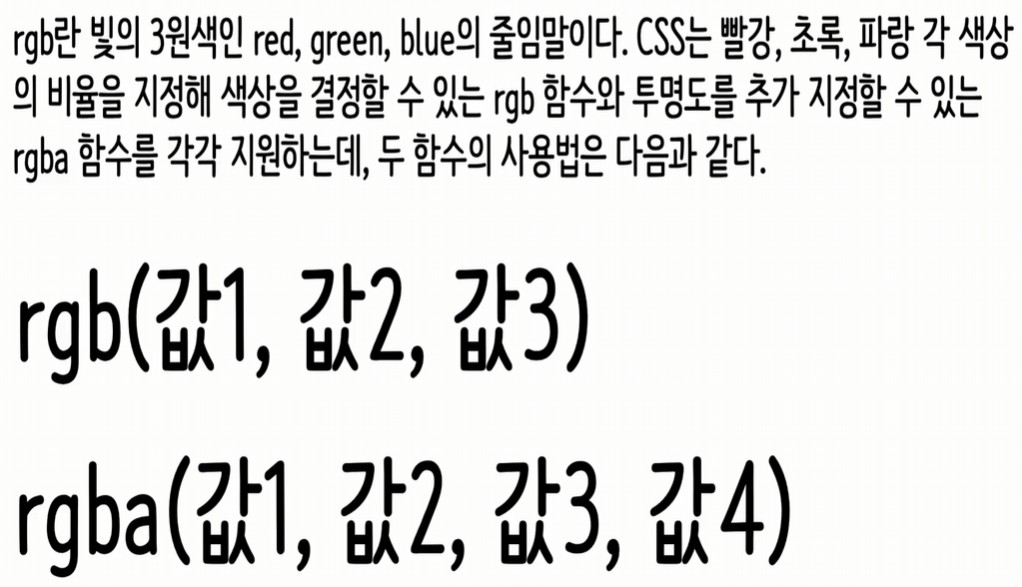 rgb란 빛의 3원색인 red, green, blue의 줄임말이다. CSS는 빨강, 초록, 파랑 각 색상
의 비율을 지정해 색상을 결정할 수 있는 rgb 함수와 투명도를 추가 지정할 수 있는
rgba 함수를 각각 지원하는데, 두 함수의 사용법은 다음과 같다.
rgb(값1, 값2, 값3)
rgba(값1, 값2, 값3, 값4)